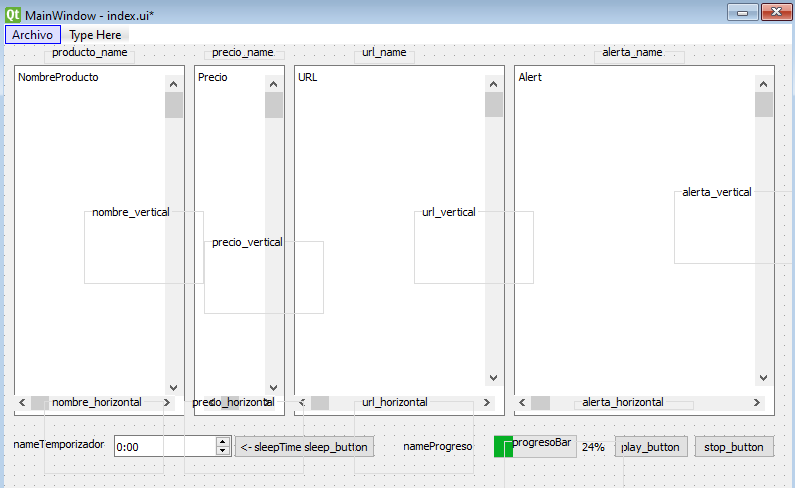 Qt MainWindow - index.ui*
Archivo Type Here
producto_name precio_name url_name alerta_name
NombreProducto Precio URL Alert
alerta_vertical
nombre_vertical url_vertical
precio_vertical
nombre_horizontal precio_horizontal url_horizontal alerta_horizontal
nameTemporizador 0:00 <- sleepTime sleep_button nameProgreso progresoBar 24% play_button stop_button